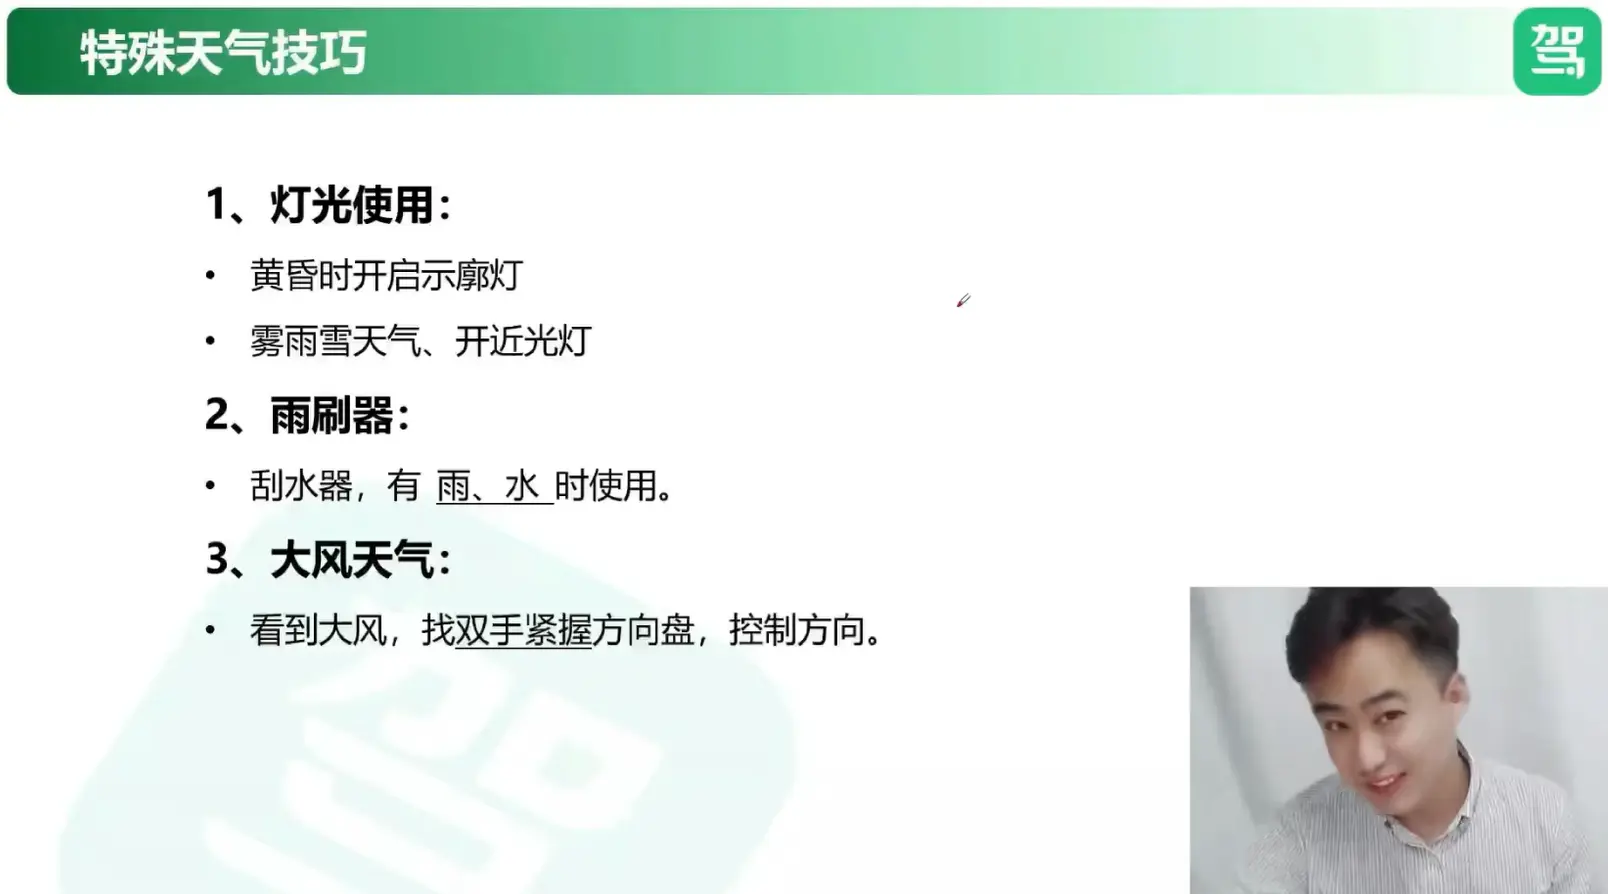 特殊天气技巧
驾
1、灯光使用：
• 黄昏时开启示廓灯
• 雾雨雪天气、开近光灯
2、雨刷器：
• 刮水器，有 雨、水 时使用。
3、大风天气：
• 看到大风，找双手紧握方向盘，控制方向。
驾